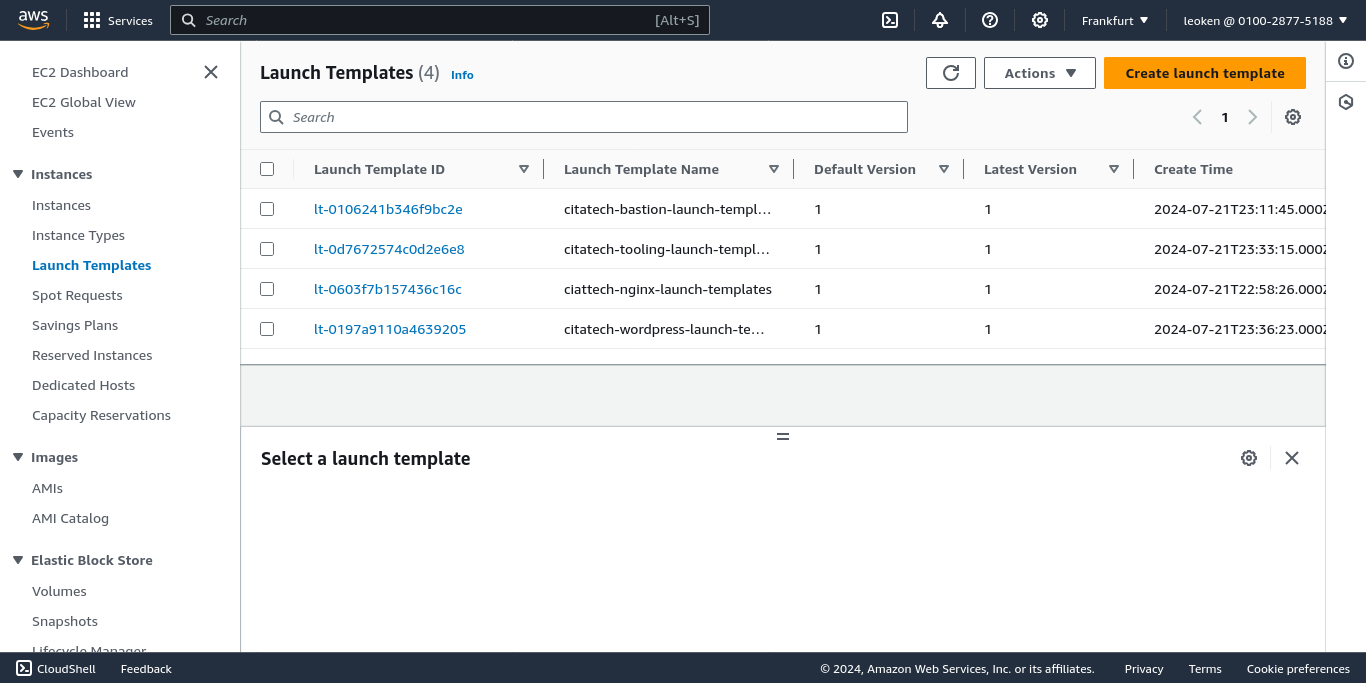 aws Services Search [Alt+S] Frankfurt leoken @ 0100-2877-5188
EC2 Dashboard
EC2 Global View
Events
Instances
Instances
Instance Types
Launch Templates
Spot Requests
Savings Plans
Reserved Instances
Dedicated Hosts
Capacity Reservations
Images
AMIs
AMI Catalog
Elastic Block Store
Volumes
Snapshots
Lifecycle Manager
Launch Templates (4) Info
Actions
Create launch template
Search
1
Launch Template ID Launch Template Name Default Version Latest Version Create Time
lt-0106241b346f9bc2e citatech-bastion-launch-templ… 1 1 2024-07-21T23:11:45.000Z
lt-0d7672574c0d2e6e8 citatech-tooling-launch-templ… 1 1 2024-07-21T23:33:15.000Z
lt-0603f7b157436c16c ciattech-nginx-launch-templates 1 1 2024-07-21T22:58:26.000Z
lt-0197a9110a4639205 citatech-wordpress-launch-te… 1 1 2024-07-21T23:36:23.000Z
Select a launch template
CloudShell Feedback © 2024, Amazon Web Services, Inc. or its affiliates. Privacy Terms Cookie preferences